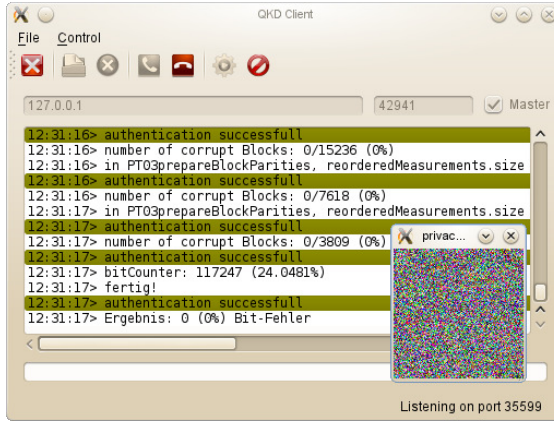 QKD Client
File Control
127.0.0.1 42941 Master
12:31:16> authentication successfull
12:31:16> number of corrupt Blocks: 0/15236 (0%)
12:31:16> in PT03prepareBlockParities, reorderedMeasurements.size
12:31:16> authentication successfull
12:31:16> number of corrupt Blocks: 0/7618 (0%)
12:31:17> in PT03prepareBlockParities, reorderedMeasurements.size
12:31:17> authentication successfull
12:31:17> number of corrupt Blocks: 0/3809 (0%)
privac...
12:31:17> authentication successfull
12:31:17> bitCounter: 117247 (24.0481%)
12:31:17> fertig!
12:31:17> authentication successfull
12:31:17> Ergebnis: 0 (0%) Bit-Fehler
Listening on port 35599